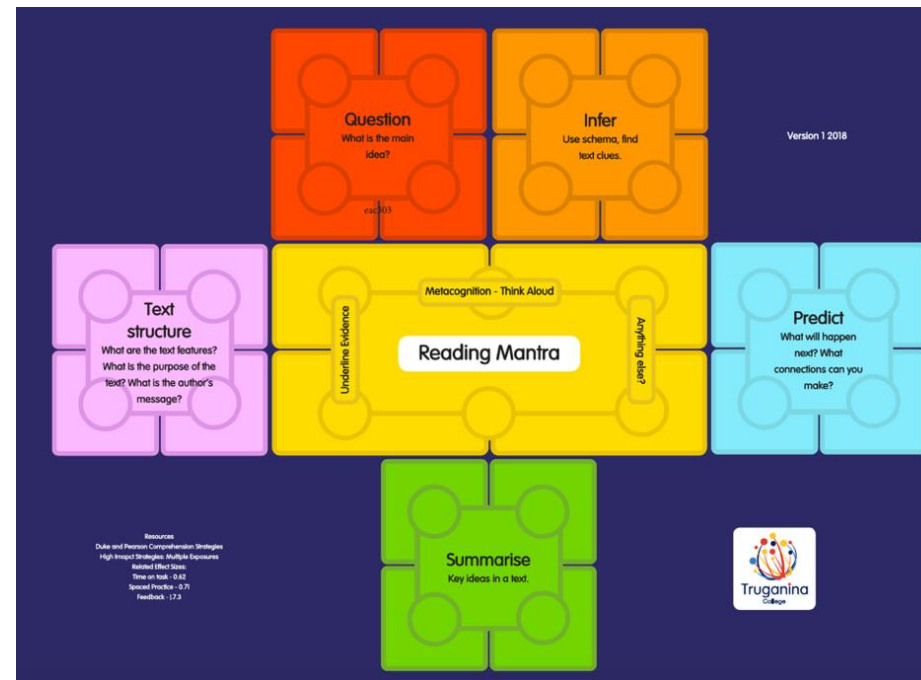 Question
What is the main
idea?
eac303
Infer
Use schema, find
text clues.
Version 1 2018
Text
structure
What are the text features?
What is the purpose of the
text? What is the author's
message?
Metacognition - Think Aloud
Underline Evidence
Reading Mantra
Anything else?
Predict
What will happen
next? What
connections can you
make?
Summarise
Key ideas in a text.
Resources
Duke and Pearson Comprehension Strategies
High Imapct Strategies: Multiple Exposures
Related Effect Sizes:
Time on task - 0.62
Spaced Practice - 0.71
Feedback -
Truganina
College